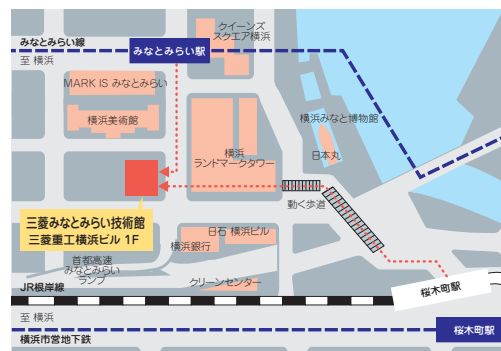 クイーンズ
スクエア横浜
みなとみらい線
みなとみらい駅
至 横浜
MARK IS みなとみらい
横浜美術館
横浜みなと博物館
日本丸
横浜
ランドマークタワー
動く歩道
三菱みなとみらい技術館
三菱重工横浜ビル 1F
日石 横浜ビル
横浜銀行
首都高速
みなとみらい
ランプ
クリーンセンター
JR根岸線
桜木町駅
至 横浜
桜木町駅
横浜市営地下鉄